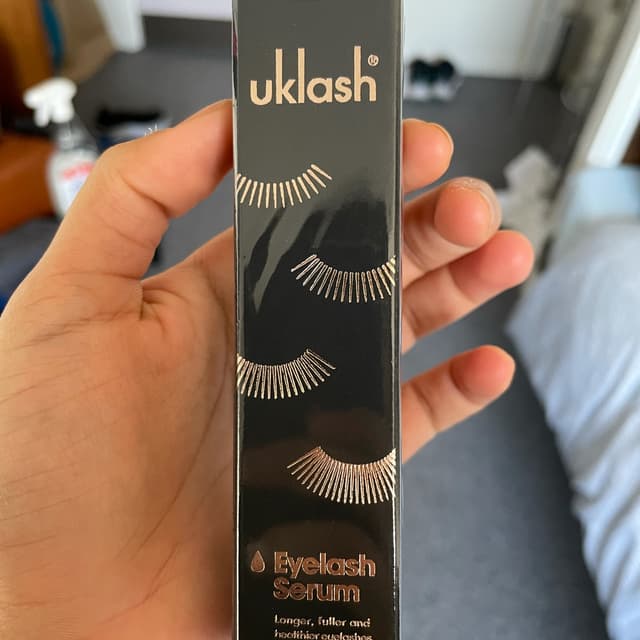 uklash®
Eyelash
Serum
Longer, fuller and
healthier eyelashes